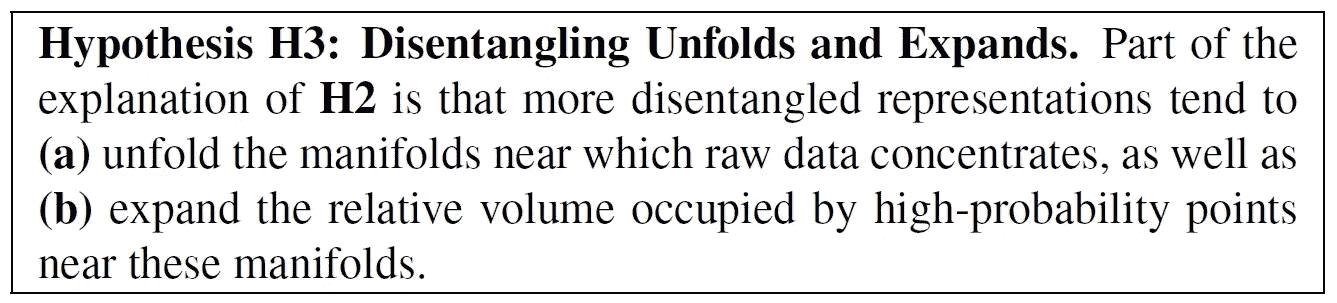 Hypothesis H3: Disentangling Unfolds and Expands. Part of the
explanation of H2 is that more disentangled representations tend to
(a) unfold the manifolds near which raw data concentrates, as well as
(b) expand the relative volume occupied by high-probability points
near these manifolds.